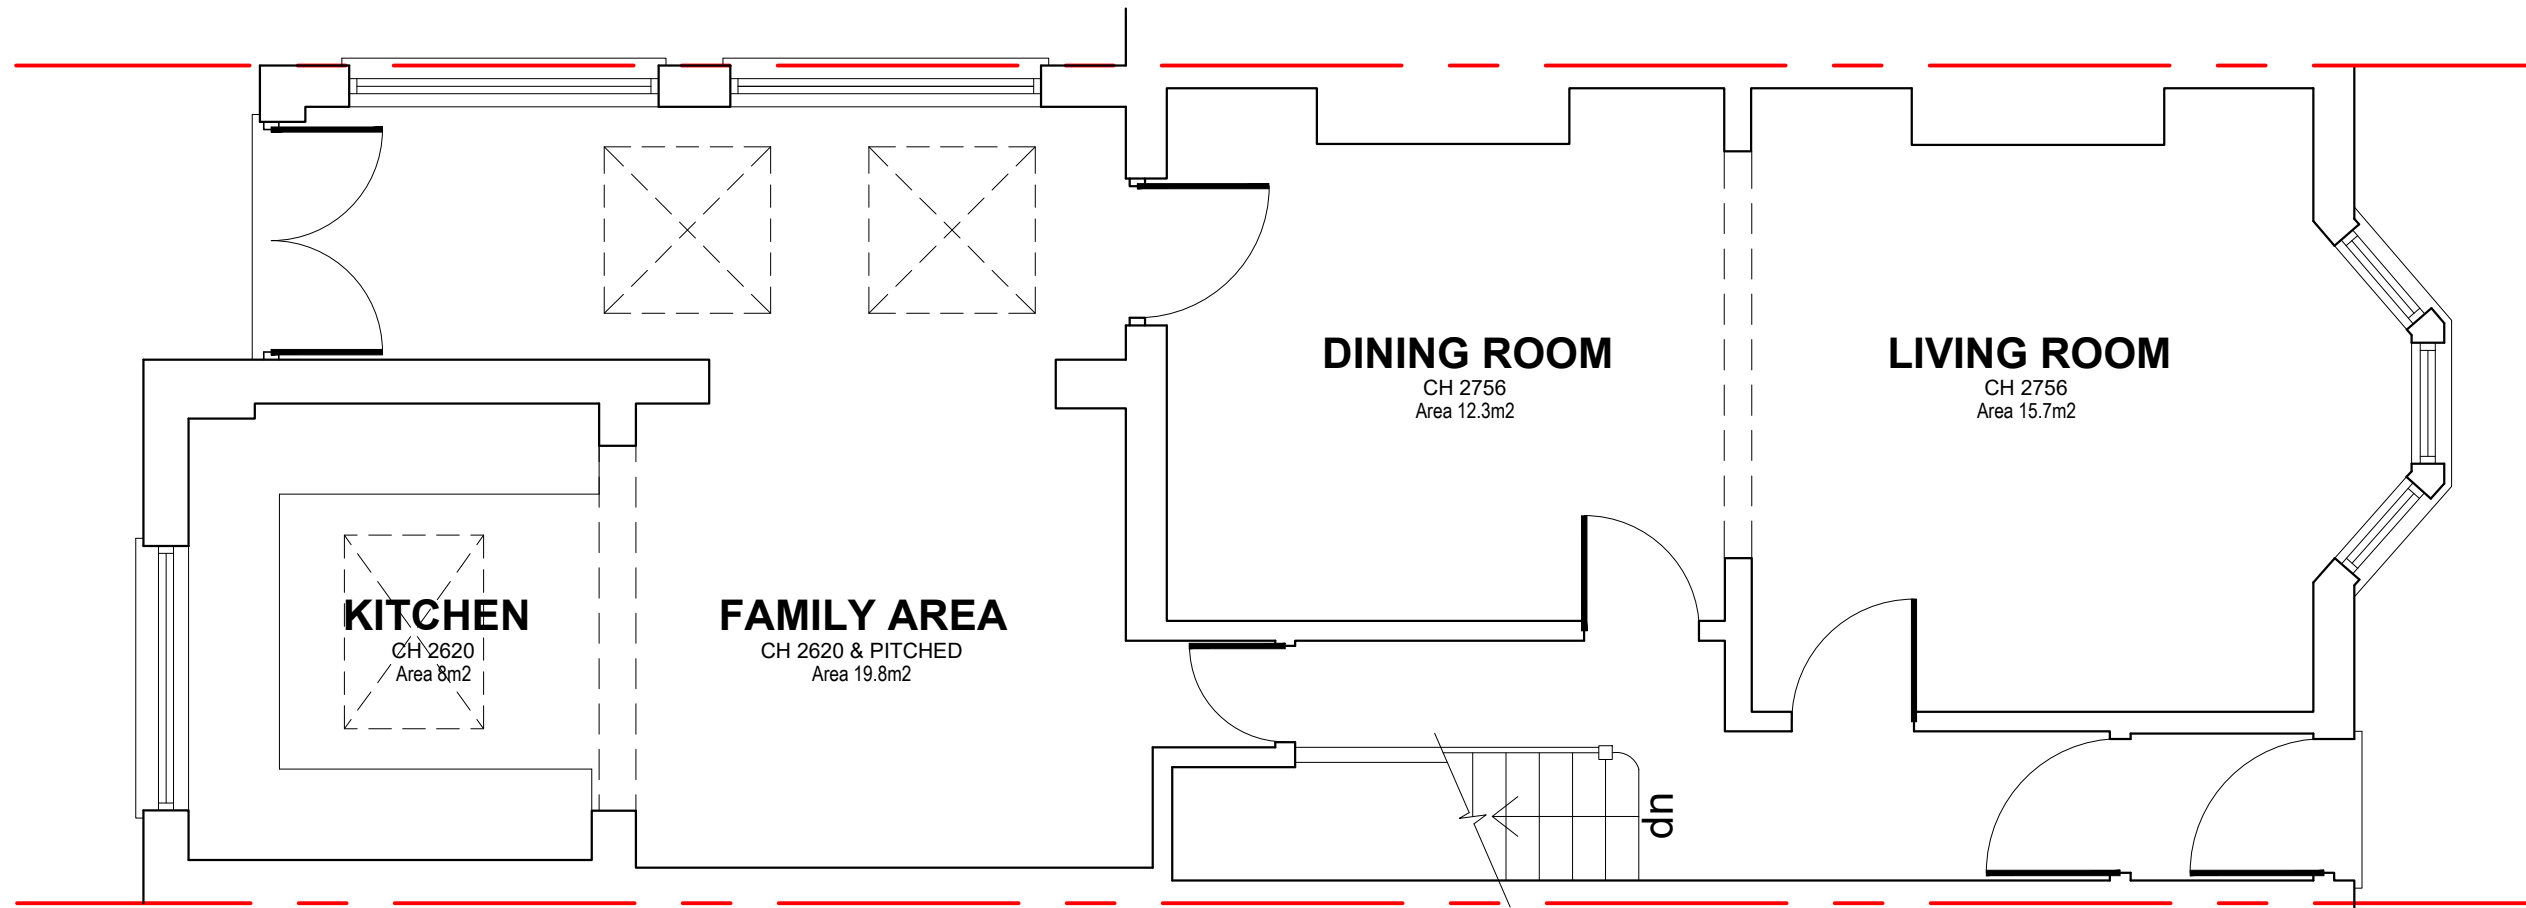 DINING ROOM
CH 2756
Area 12.3m2
LIVING ROOM
CH 2756
Area 15.7m2
KITCHEN
CH 2620
Area 8m2
FAMILY AREA
CH 2620 & PITCHED
Area 19.8m2
up